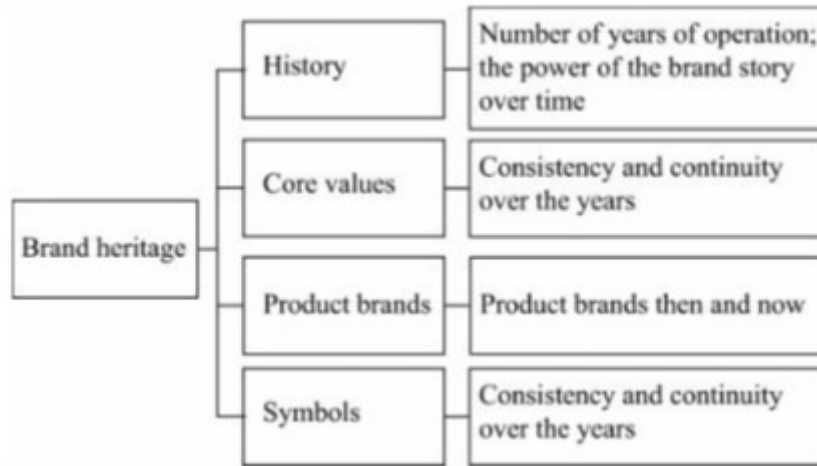 Brand heritage
History
Number of years of operation;
the power of the brand story
over time
Core values
Consistency and continuity
over the years
Product brands
Product brands then and now
Symbols
Consistency and continuity
over the years